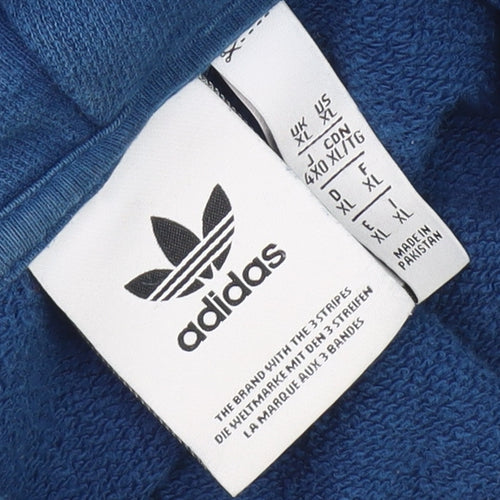 adidas
THE BRAND WITH THE 3 STRIPES
DIE WELTMARKE MIT DEN 3 STREIFEN
LA MARQUE AUX 3 BANDES
UK US
XL XL
J CDN
4XO XL/TG
D F
XL XL
E I
XL XL
MADE IN
PAKISTAN